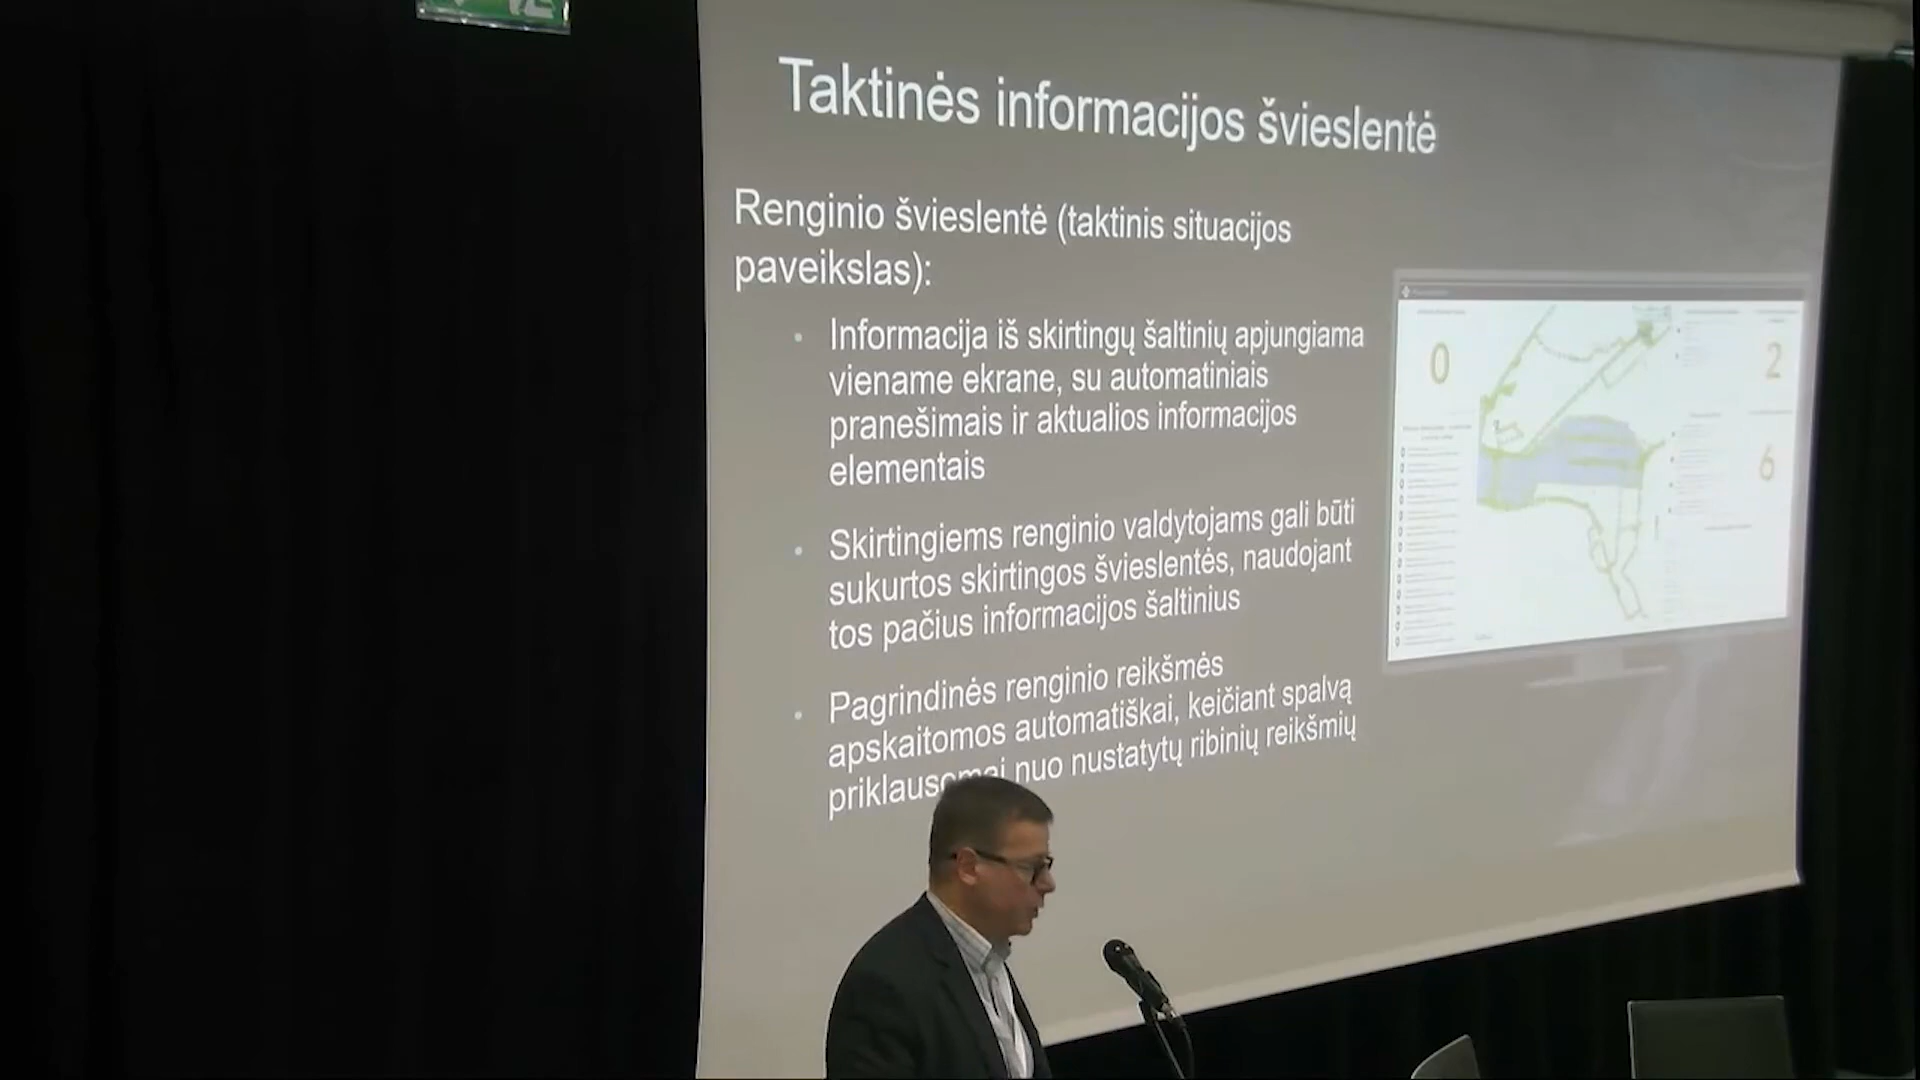 Taktinės informacijos švieslentė
Renginio švieslentė (taktinis situacijos
paveikslas):
• Informacija iš skirtingų šaltinių apjungiama
viename ekrane, su automatiniais
pranešimais ir aktualios informacijos
elementais
• Skirtingiems renginio valdytojams gali būti
sukurtos skirtingos švieslentės, naudojant
tos pačius informacijos šaltinius
• Pagrindinės renginio reikšmės
apskaitomos automatiškai, keičiant spalvą
priklausomai nuo nustatytų ribinių reikšmių
0
2
6